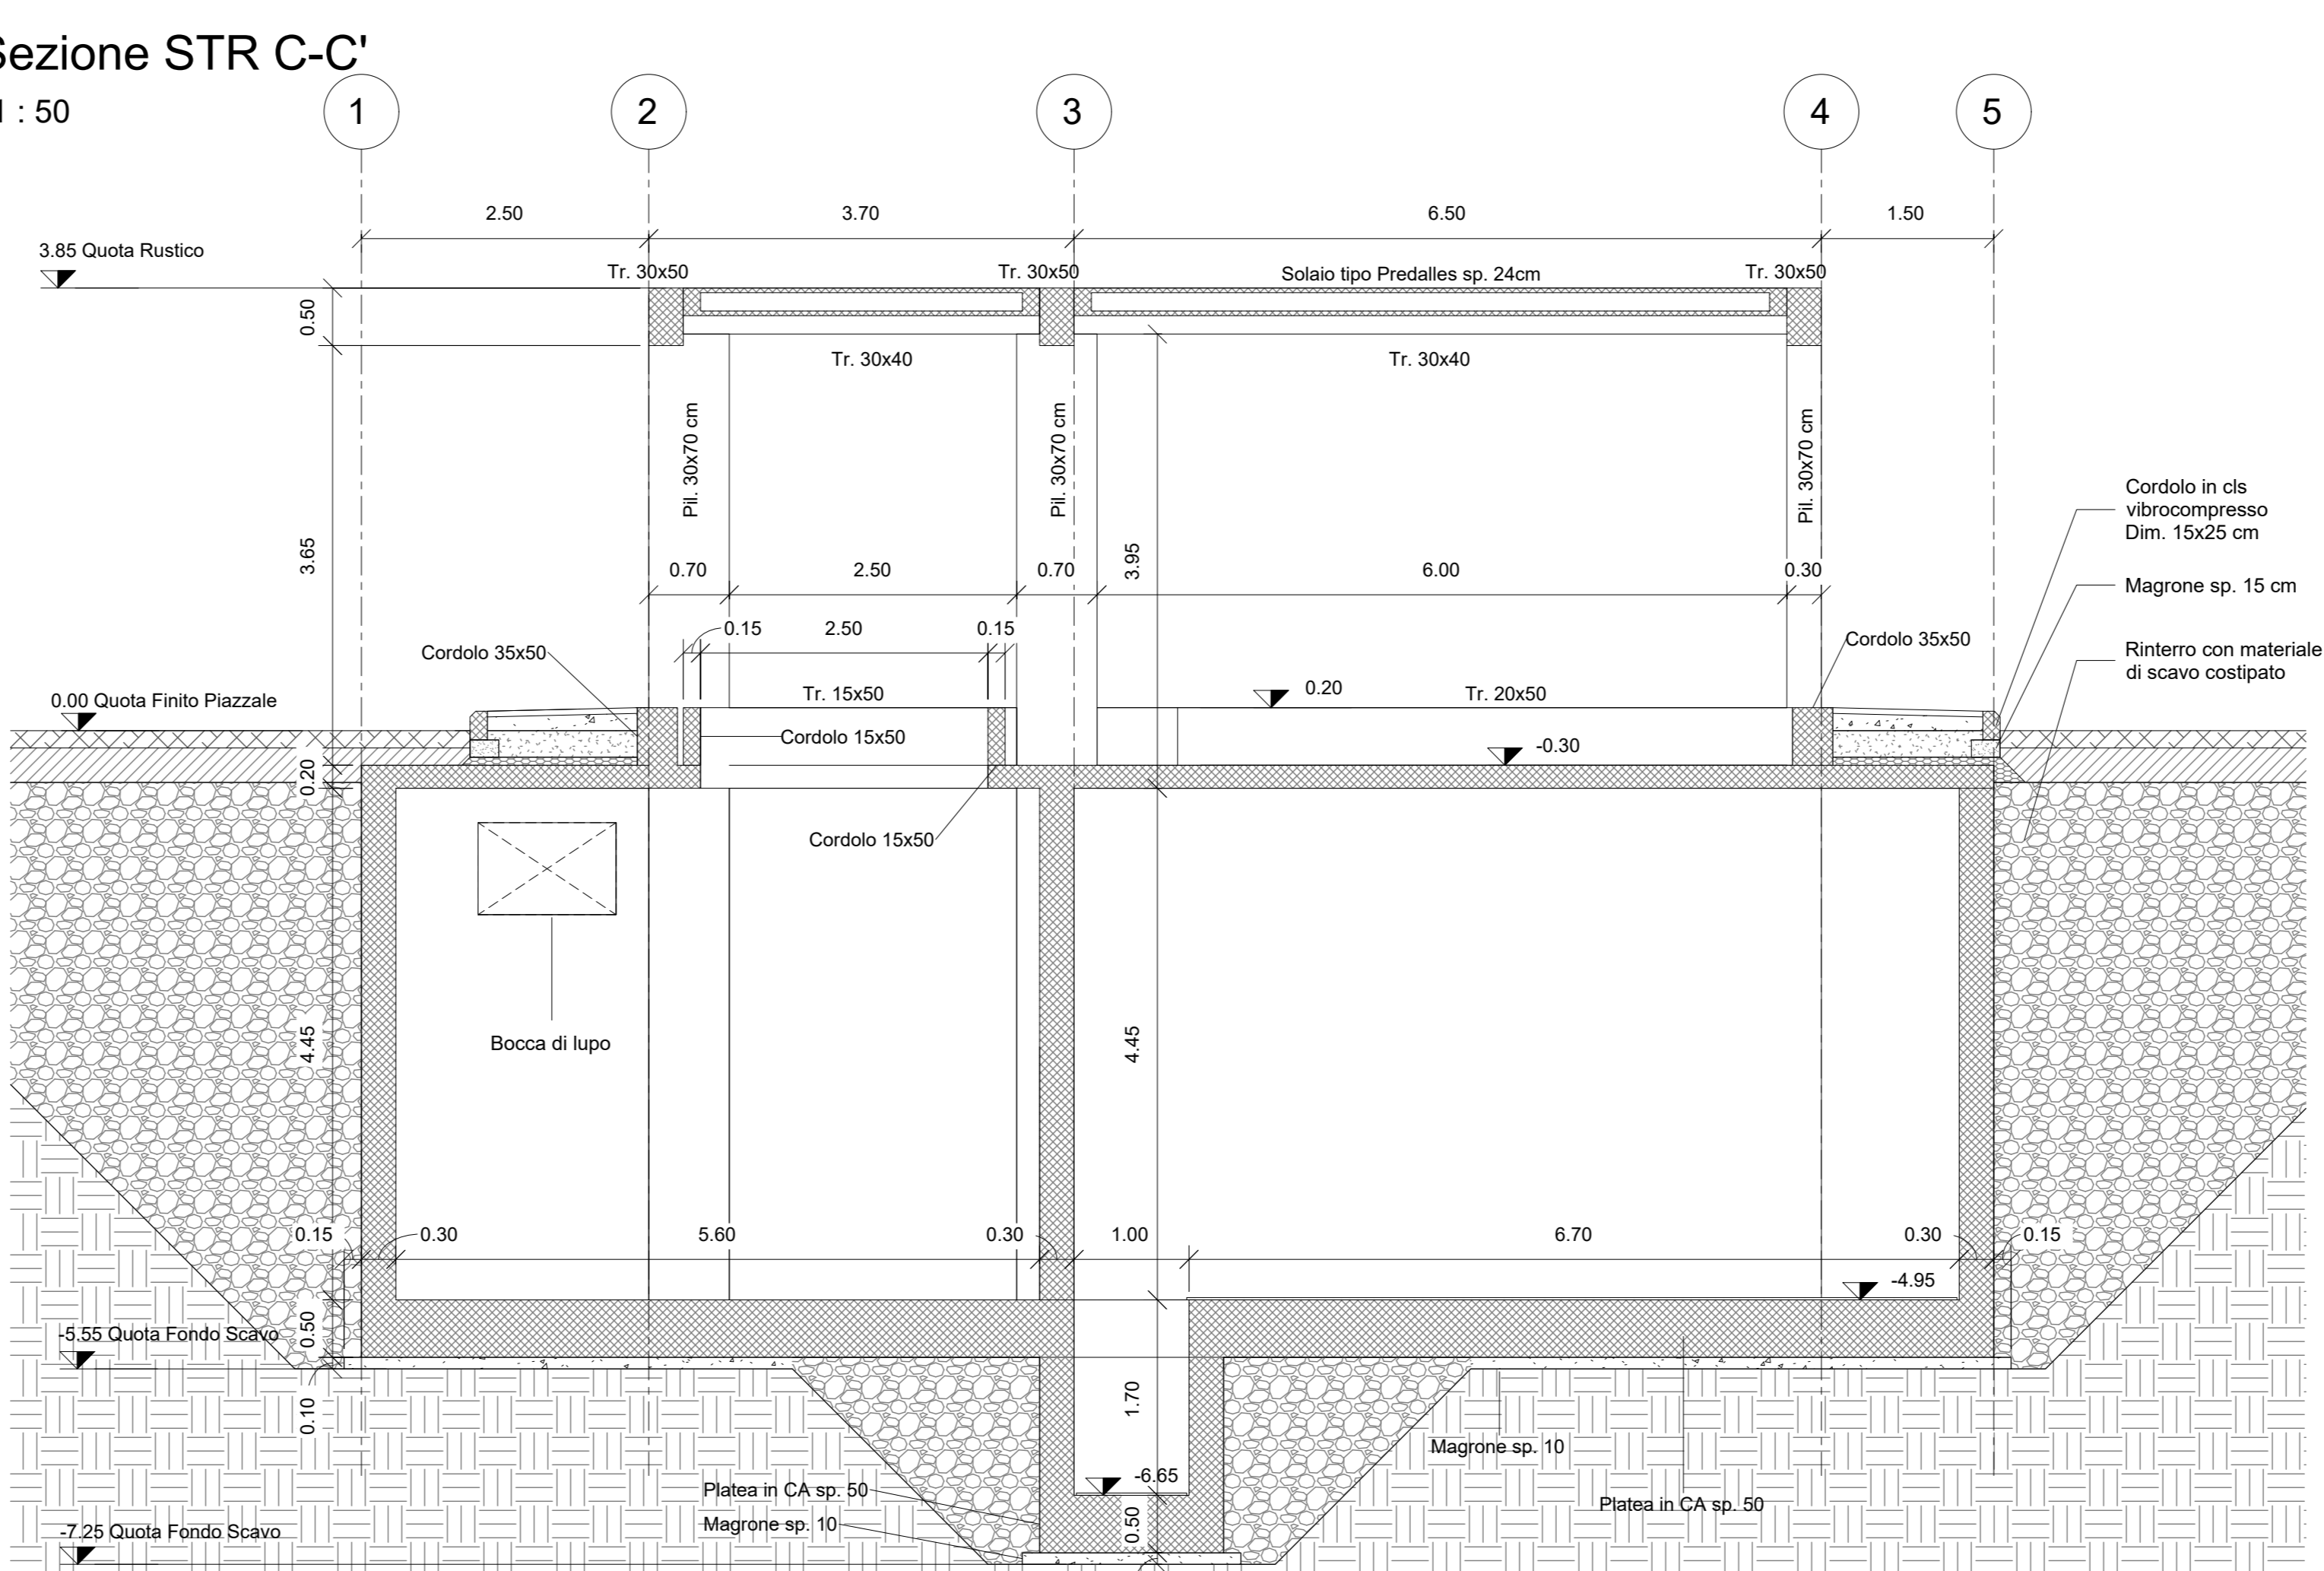 Sezione STR C-C'
1 : 50
1
2
3
4
5
2.50
3.70
6.50
1.50
3.85 Quota Rustico
Tr. 30x50
Tr. 30x50
Solaio tipo Predalles sp. 24cm
Tr. 30x50
0.50
Tr. 30x40
Tr. 30x40
Pil. 30x70 cm
Pil. 30x70 cm
Pil. 30x70 cm
Cordolo in cls
vibrocompresso
Dim. 15x25 cm
3.65
3.95
0.70
2.50
0.70
6.00
0.30
Magrone sp. 15 cm
0.15
2.50
0.15
Cordolo 35x50
Cordolo 35x50
Rinterro con materiale
di scavo costipato
0.00 Quota Finito Piazzale
Tr. 15x50
0.20
Tr. 20x50
Cordolo 15x50
-0.30
0.20
Cordolo 15x50
Bocca di lupo
4.45
4.45
0.15
0.30
5.60
0.30
1.00
6.70
0.30
0.15
-4.95
-5.55 Quota Fondo Scavo
0.50
0.10
1.70
Magrone sp. 10
-6.65
Platea in CA sp. 50
Platea in CA sp. 50
Magrone sp. 10
0.50
-7.25 Quota Fondo Scavo